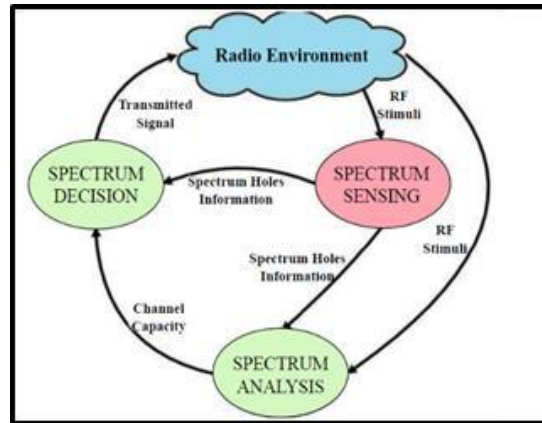 Radio Environment
Transmitted
Signal
RF
Stimuli
SPECTRUM
DECISION
Spectrum Holes
Information
SPECTRUM
SENSING
RF
Stimuli
Spectrum Holes
Information
Channel
Capacity
SPECTRUM
ANALYSIS